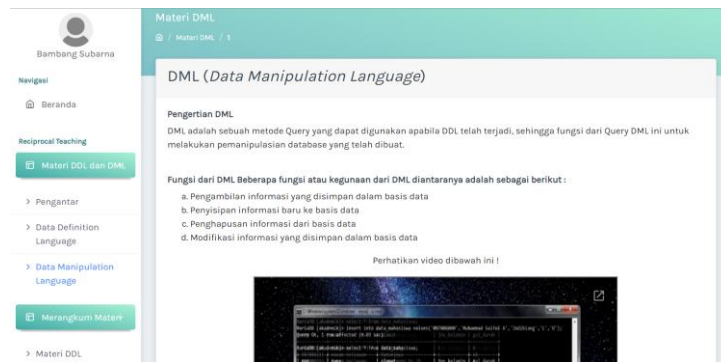 Bambang Subarna
Navigasi
Beranda
Reciprocal Teaching
Materi DDL dan DML
> Pengantar
> Data Definition
Language
> Data Manipulation
Language
Merangkum Materi
> Materi DDL
Materi DML
/ Materi DML / 1
DML (Data Manipulation Language)
Pengertian DML
DML adalah sebuah metode Query yang dapat digunakan apabila DDL telah terjadi, sehingga fungsi dari Query DML ini untuk
melakukan pemanipulasian database yang telah dibuat.
Fungsi dari DML Beberapa fungsi atau kegunaan dari DML diantaranya adalah sebagai berikut :
a. Pengambilan informasi yang disimpan dalam basis data
b. Penyisipan informasi baru ke basis data
c. Penghapusan informasi dari basis data
d. Modifikasi informasi yang disimpan dalam basis data
Perhatikan video dibawah ini !